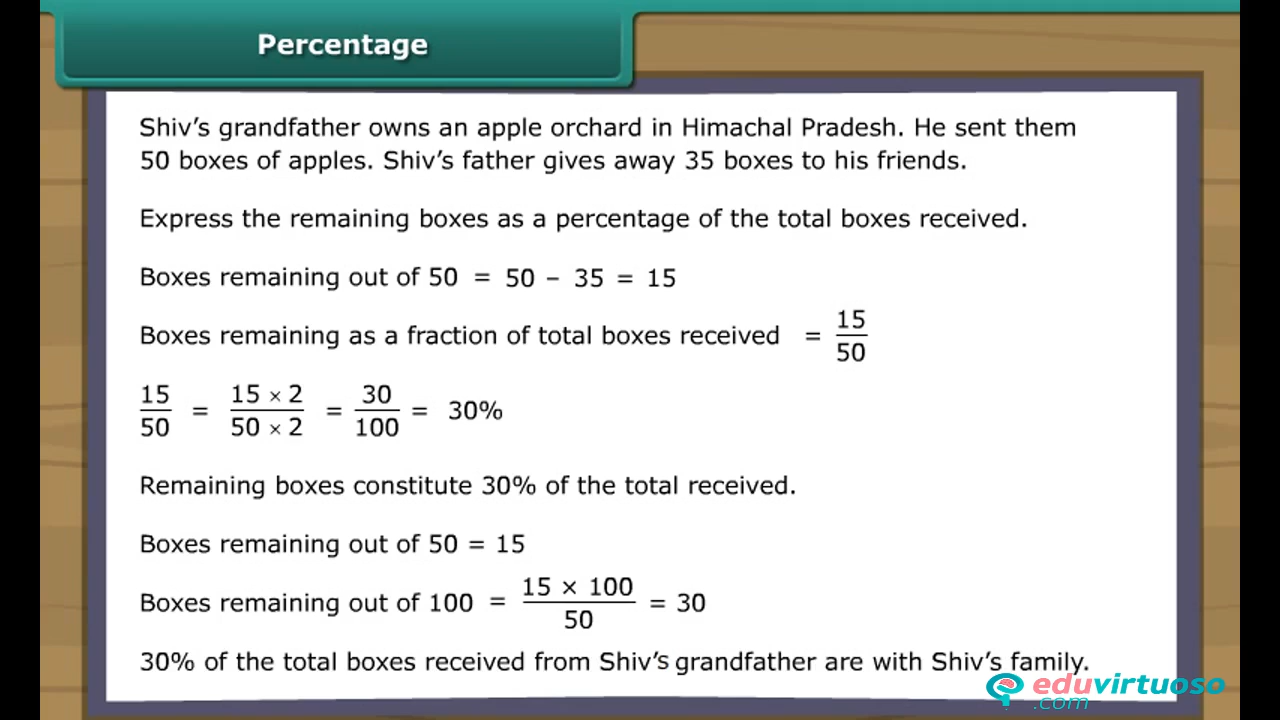 Percentage
Shiv’s grandfather owns an apple orchard in Himachal Pradesh. He sent them
50 boxes of apples. Shiv’s father gives away 35 boxes to his friends.
Express the remaining boxes as a percentage of the total boxes received.
Boxes remaining out of 50 = 50 – 35 = 15
Boxes remaining as a fraction of total boxes received = 15/50
15/50 = 15 × 2/50 × 2 = 30/100 = 30%
Remaining boxes constitute 30% of the total received.
Boxes remaining out of 50 = 15
Boxes remaining out of 100 = 15 × 100/50 = 30
30% of the total boxes received from Shiv’s grandfather are with Shiv’s family.
eduvirtuoso
.com